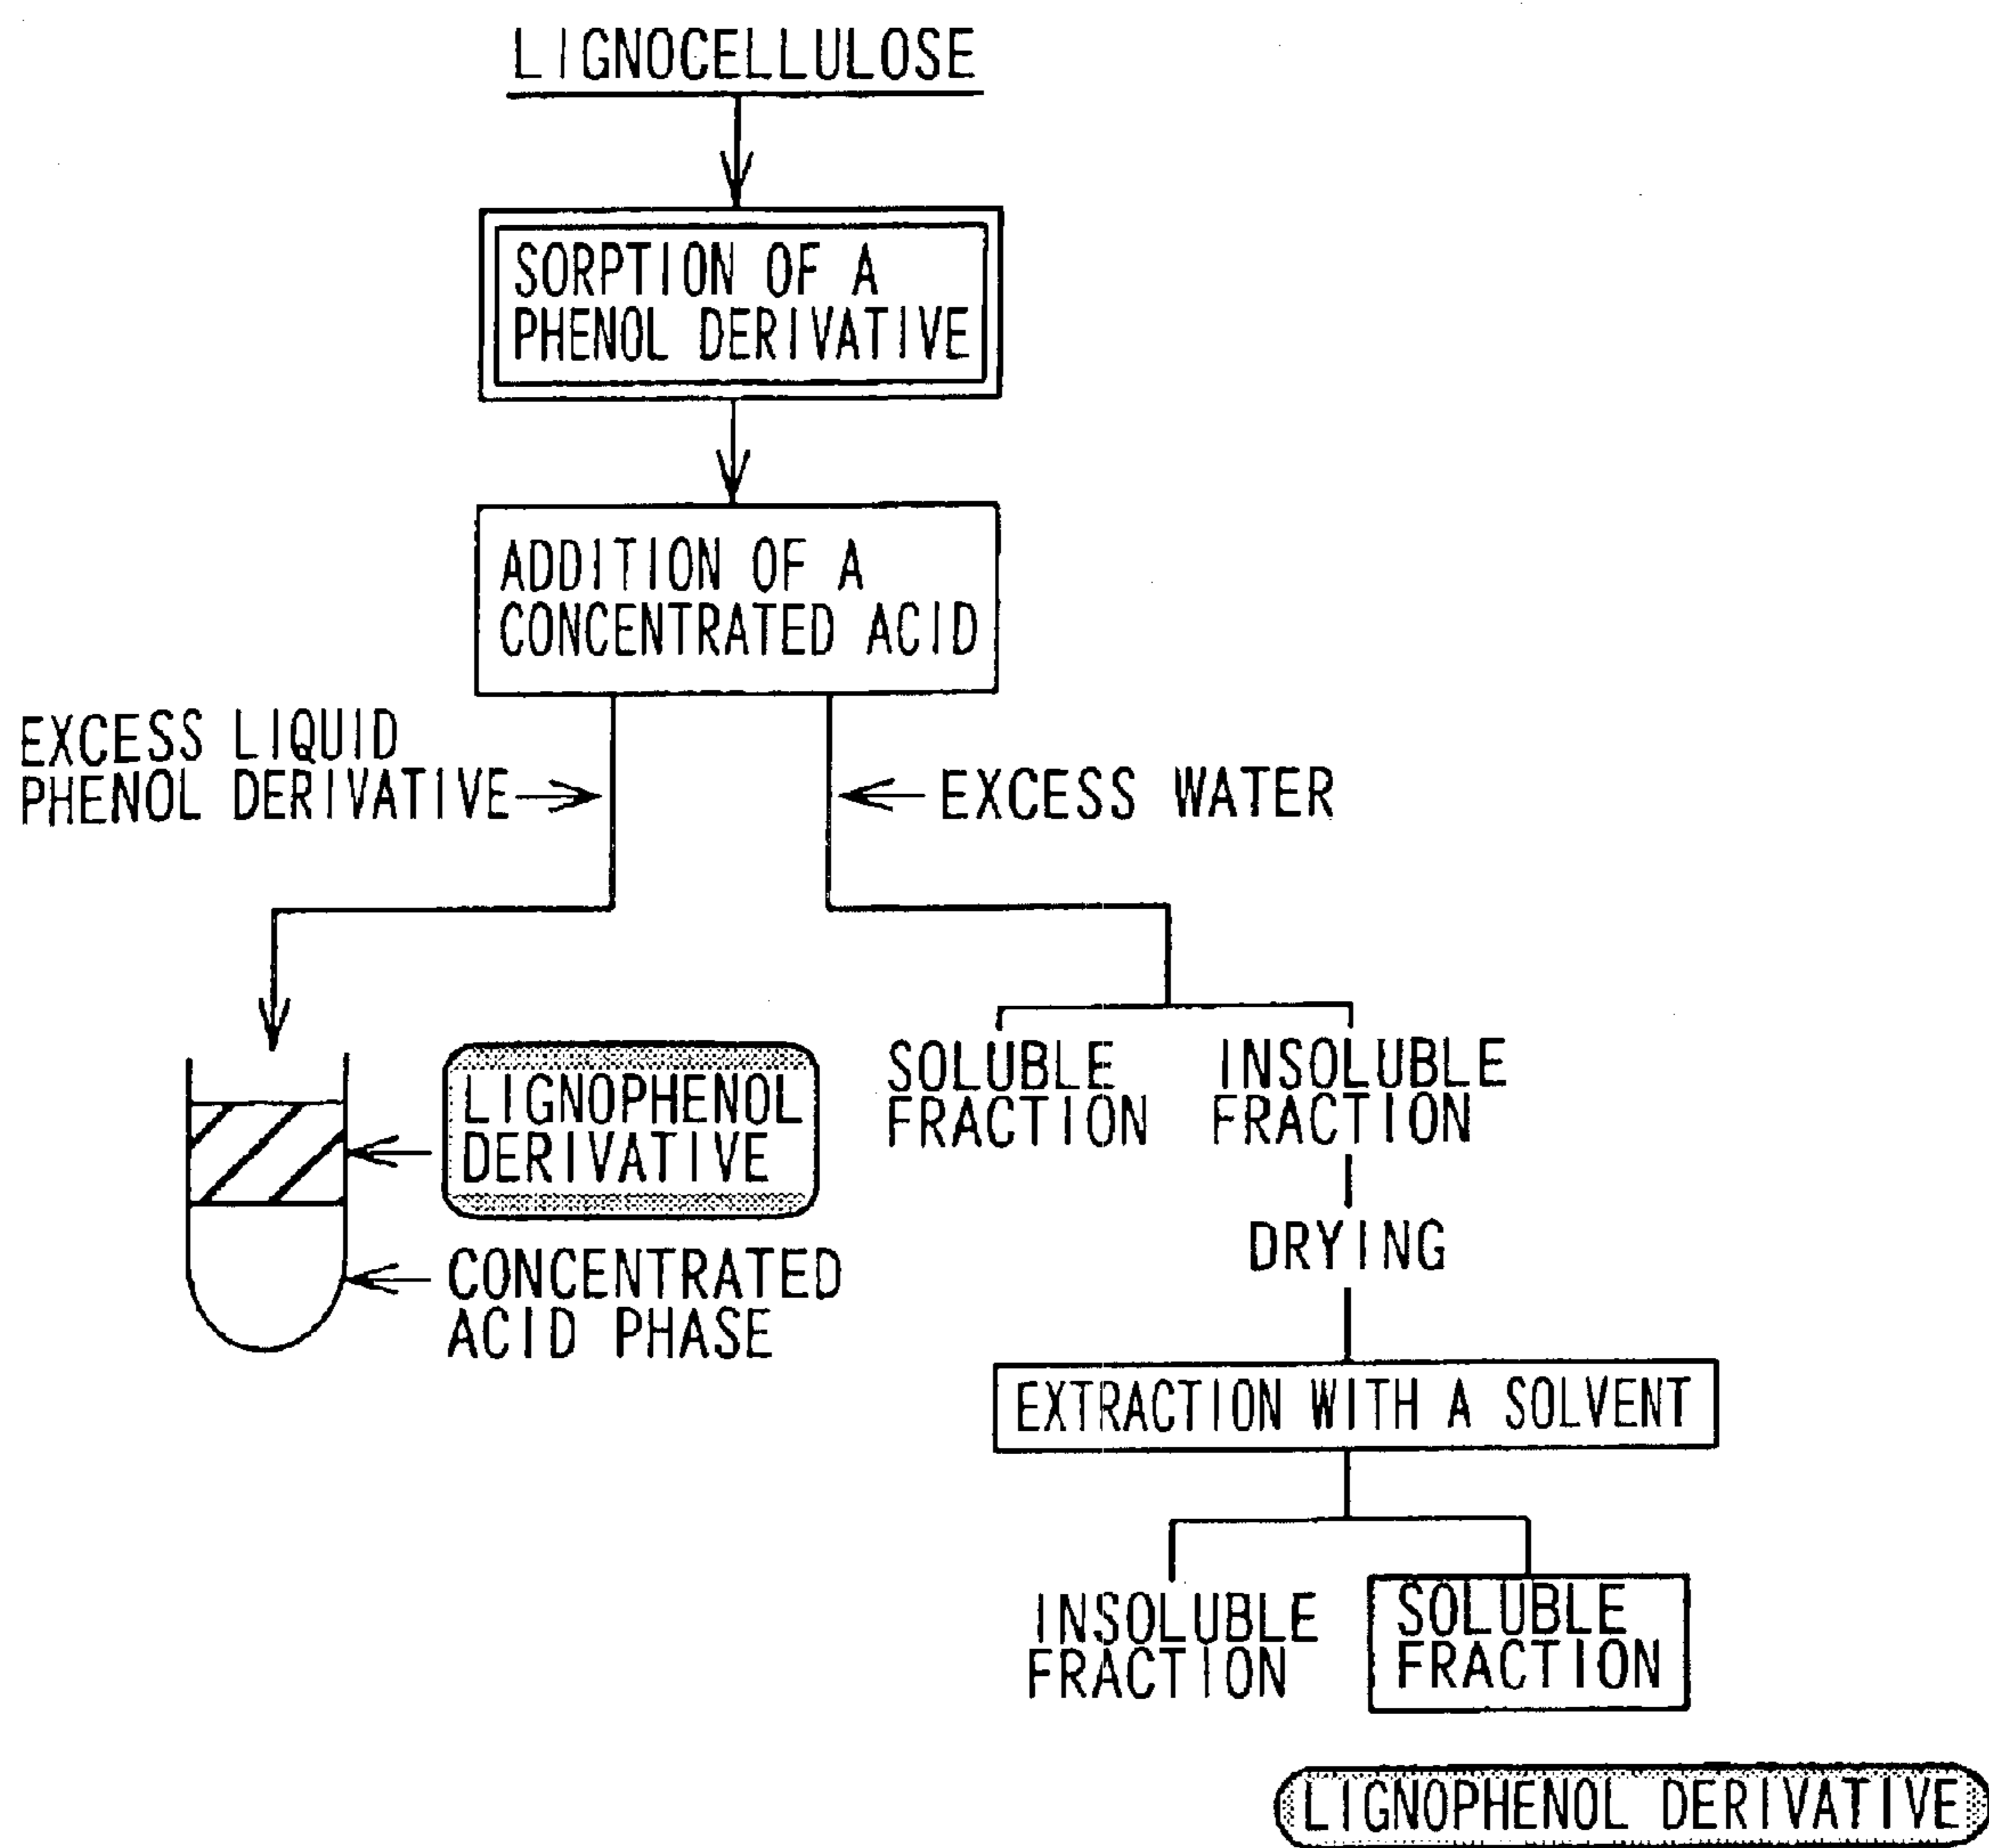 LIGNOCELLULOSE
SORPTION OF A
PHENOL DERIVATIVE
ADDITION OF A
CONCENTRATED ACID
EXCESS LIQUID
PHENOL DERIVATIVE
EXCESS WATER
LIGNOPHENOL
DERIVATIVE
CONCENTRATED
ACID PHASE
SOLUBLE
FRACTION
INSOLUBLE
FRACTION
DRYING
EXTRACTION WITH A SOLVENT
INSOLUBLE
FRACTION
SOLUBLE
FRACTION
LIGNOPHENOL DERIVATIVE